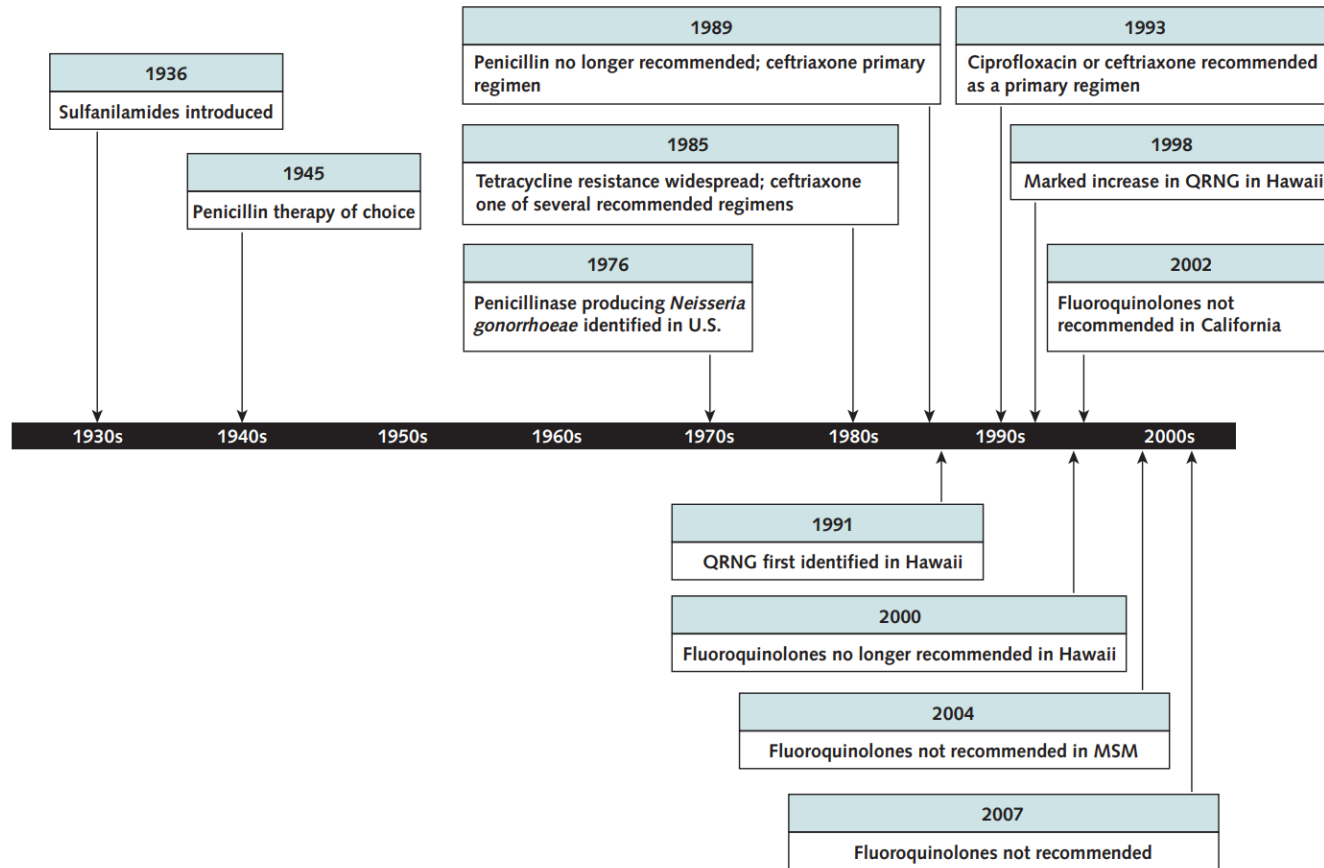 1989
Penicillin no longer recommended; ceftriaxone primary
regimen
1993
Ciprofloxacin or ceftriaxone recommended
as a primary regimen
1936
Sulfanilamides introduced
1985
Tetracycline resistance widespread; ceftriaxone
one of several recommended regimens
1998
Marked increase in QRNG in Hawaii
1945
Penicillin therapy of choice
1976
Penicillinase producing Neisseria
gonorrhoeae identified in U.S.
2002
Fluoroquinolones not
recommended in California
1930s 1940s 1950s 1960s 1970s 1980s 1990s 2000s
1991
QRNG first identified in Hawaii
2000
Fluoroquinolones no longer recommended in Hawaii
2004
Fluoroquinolones not recommended in MSM
2007
Fluoroquinolones not recommended